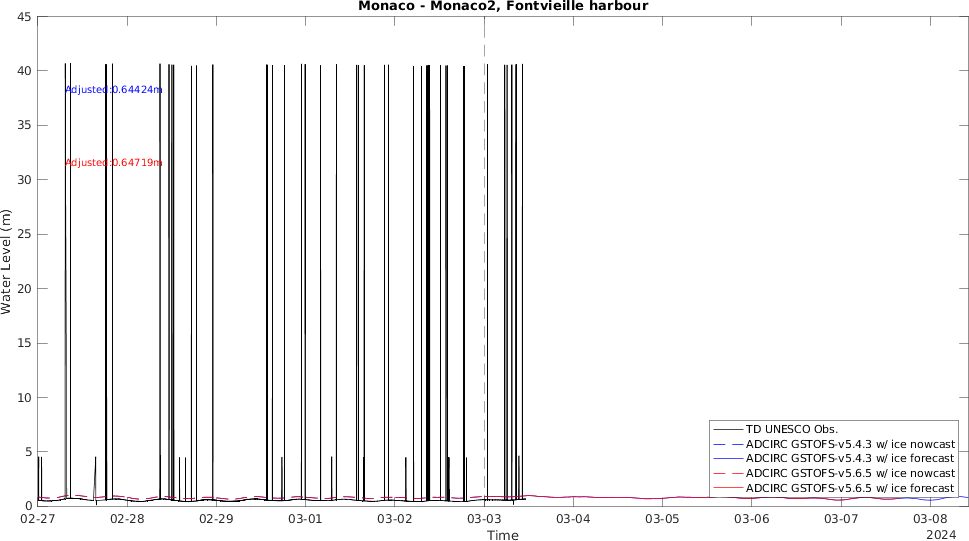 Monaco - Monaco2, Fontvieille harbour
45
40
35
30
25
20
15
10
5
0
Water Level (m)
Adjusted:0.64424m
Adjusted:0.64719m
TD UNESCO Obs.
ADCIRC GSTOFS-v5.4.3 w/ ice nowcast
ADCIRC GSTOFS-v5.4.3 w/ ice forecast
ADCIRC GSTOFS-v5.6.5 w/ ice nowcast
ADCIRC GSTOFS-v5.6.5 w/ ice forecast
02-27 02-28 02-29 03-01 03-02 03-03 03-04 03-05 03-06 03-07 03-08
Time
2024